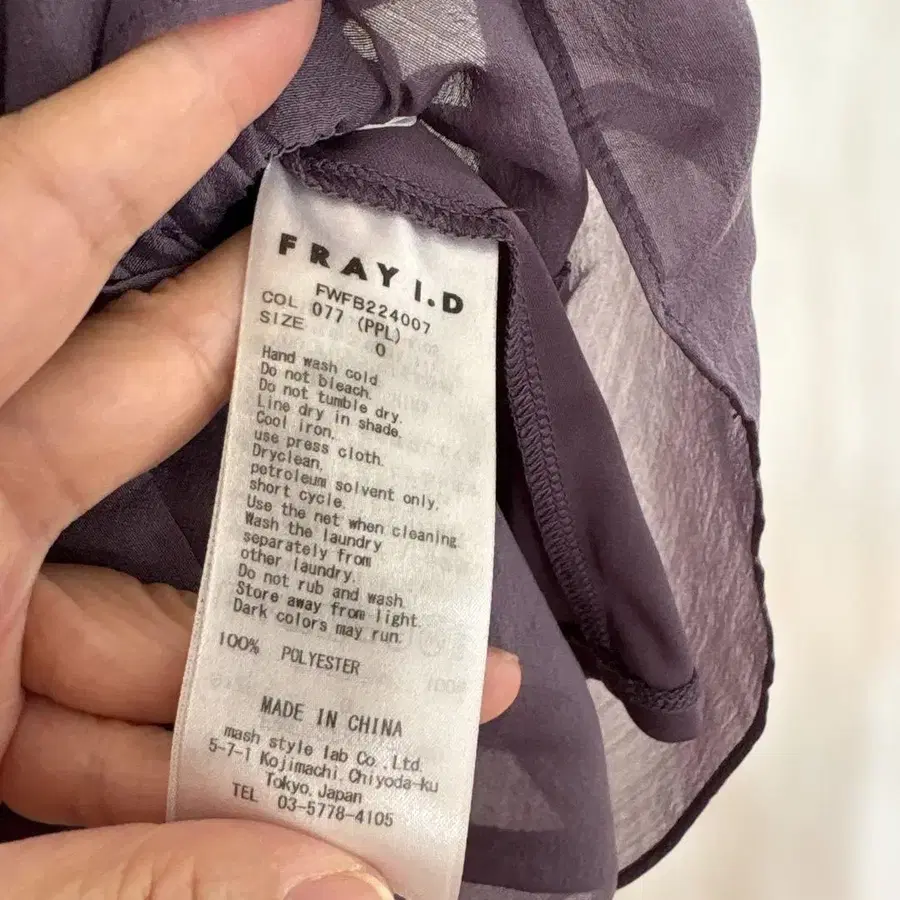 FRAY I.D
FWFB224007
COL 077 (PPL)
SIZE 0
Hand wash cold.
Do not bleach.
Do not tumble dry.
Line dry in shade.
Cool iron,
use press cloth.
Dryclean,
petroleum solvent only,
short cycle.
Use the net when cleaning.
Wash the laundry
separately from
other laundry.
Do not rub and wash.
Store away from light.
Dark colors may run.
100% POLYESTER
MADE IN CHINA
mash style lab Co.,Ltd.
5-7-1 Kojimachi,Chiyoda-ku
Tokyo,Japan
TEL 03-5778-4105